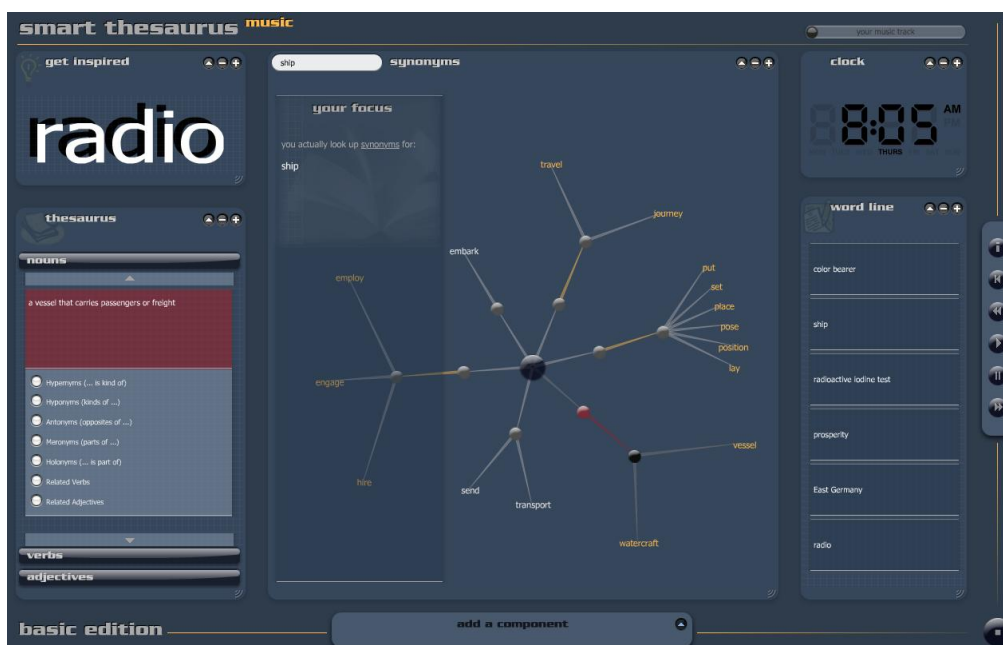 smart thesaurus music
your music track
get inspired
radio
thesaurus
nouns
a vessel that carries passengers or freight
Hypernyms (... is kind of)
Hyponyms (kinds of ...)
Antonyms (opposites of ...)
Meronyms (parts of ...)
Holonyms (... is part of)
Related Verbs
Related Adjectives
verbs
adjectives
ship
synonyms
your focus
you actually look up synonyms for:
ship
travel
journey
embark
employ
put
set
place
pose
position
lay
engage
vessel
hire
send
transport
watercraft
clock
8:05 AM
PM
THURS
word line
color bearer
ship
radioactive iodine test
prosperity
East Germany
radio
basic edition
add a component